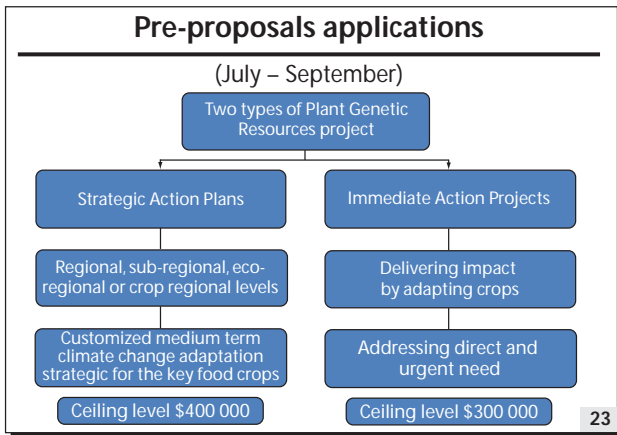 Pre-proposals applications
(July – September)
Two types of Plant Genetic
Resources project
Strategic Action Plans
Immediate Action Projects
Regional, sub-regional, eco-
regional or crop regional levels
Delivering impact
by adapting crops
Customized medium term
climate change adaptation
strategic for the key food crops
Addressing direct and
urgent need
Ceiling level $400 000
Ceiling level $300 000
23